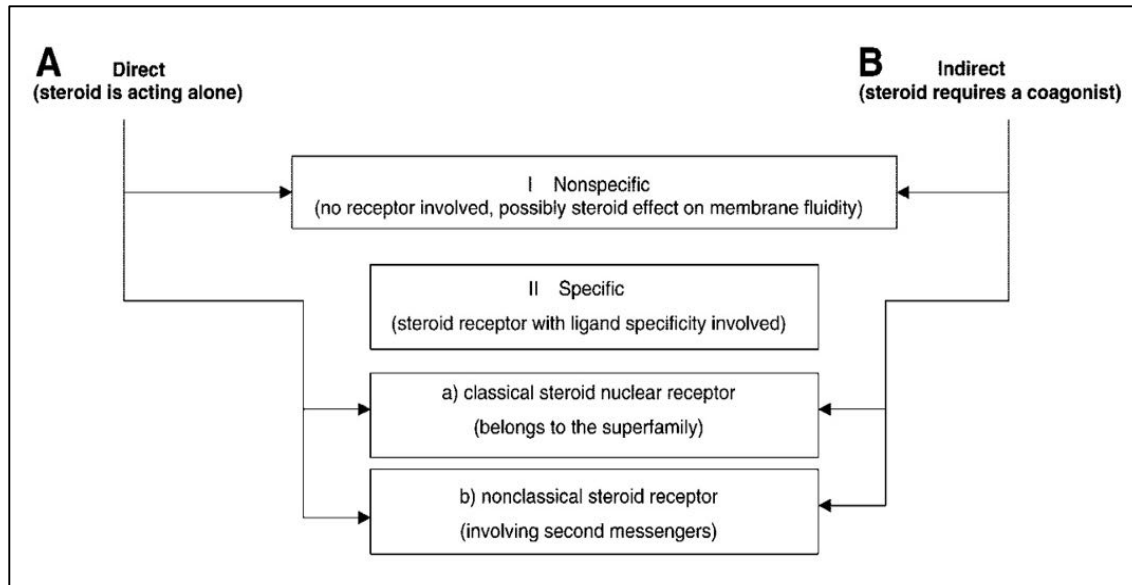 A
Direct
(steroid is acting alone)
B
Indirect
(steroid requires a coagonist)
I Nonspecific
(no receptor involved, possibly steroid effect on membrane fluidity)
II Specific
(steroid receptor with ligand specificity involved)
a) classical steroid nuclear receptor
(belongs to the superfamily)
b) nonclassical steroid receptor
(involving second messengers)